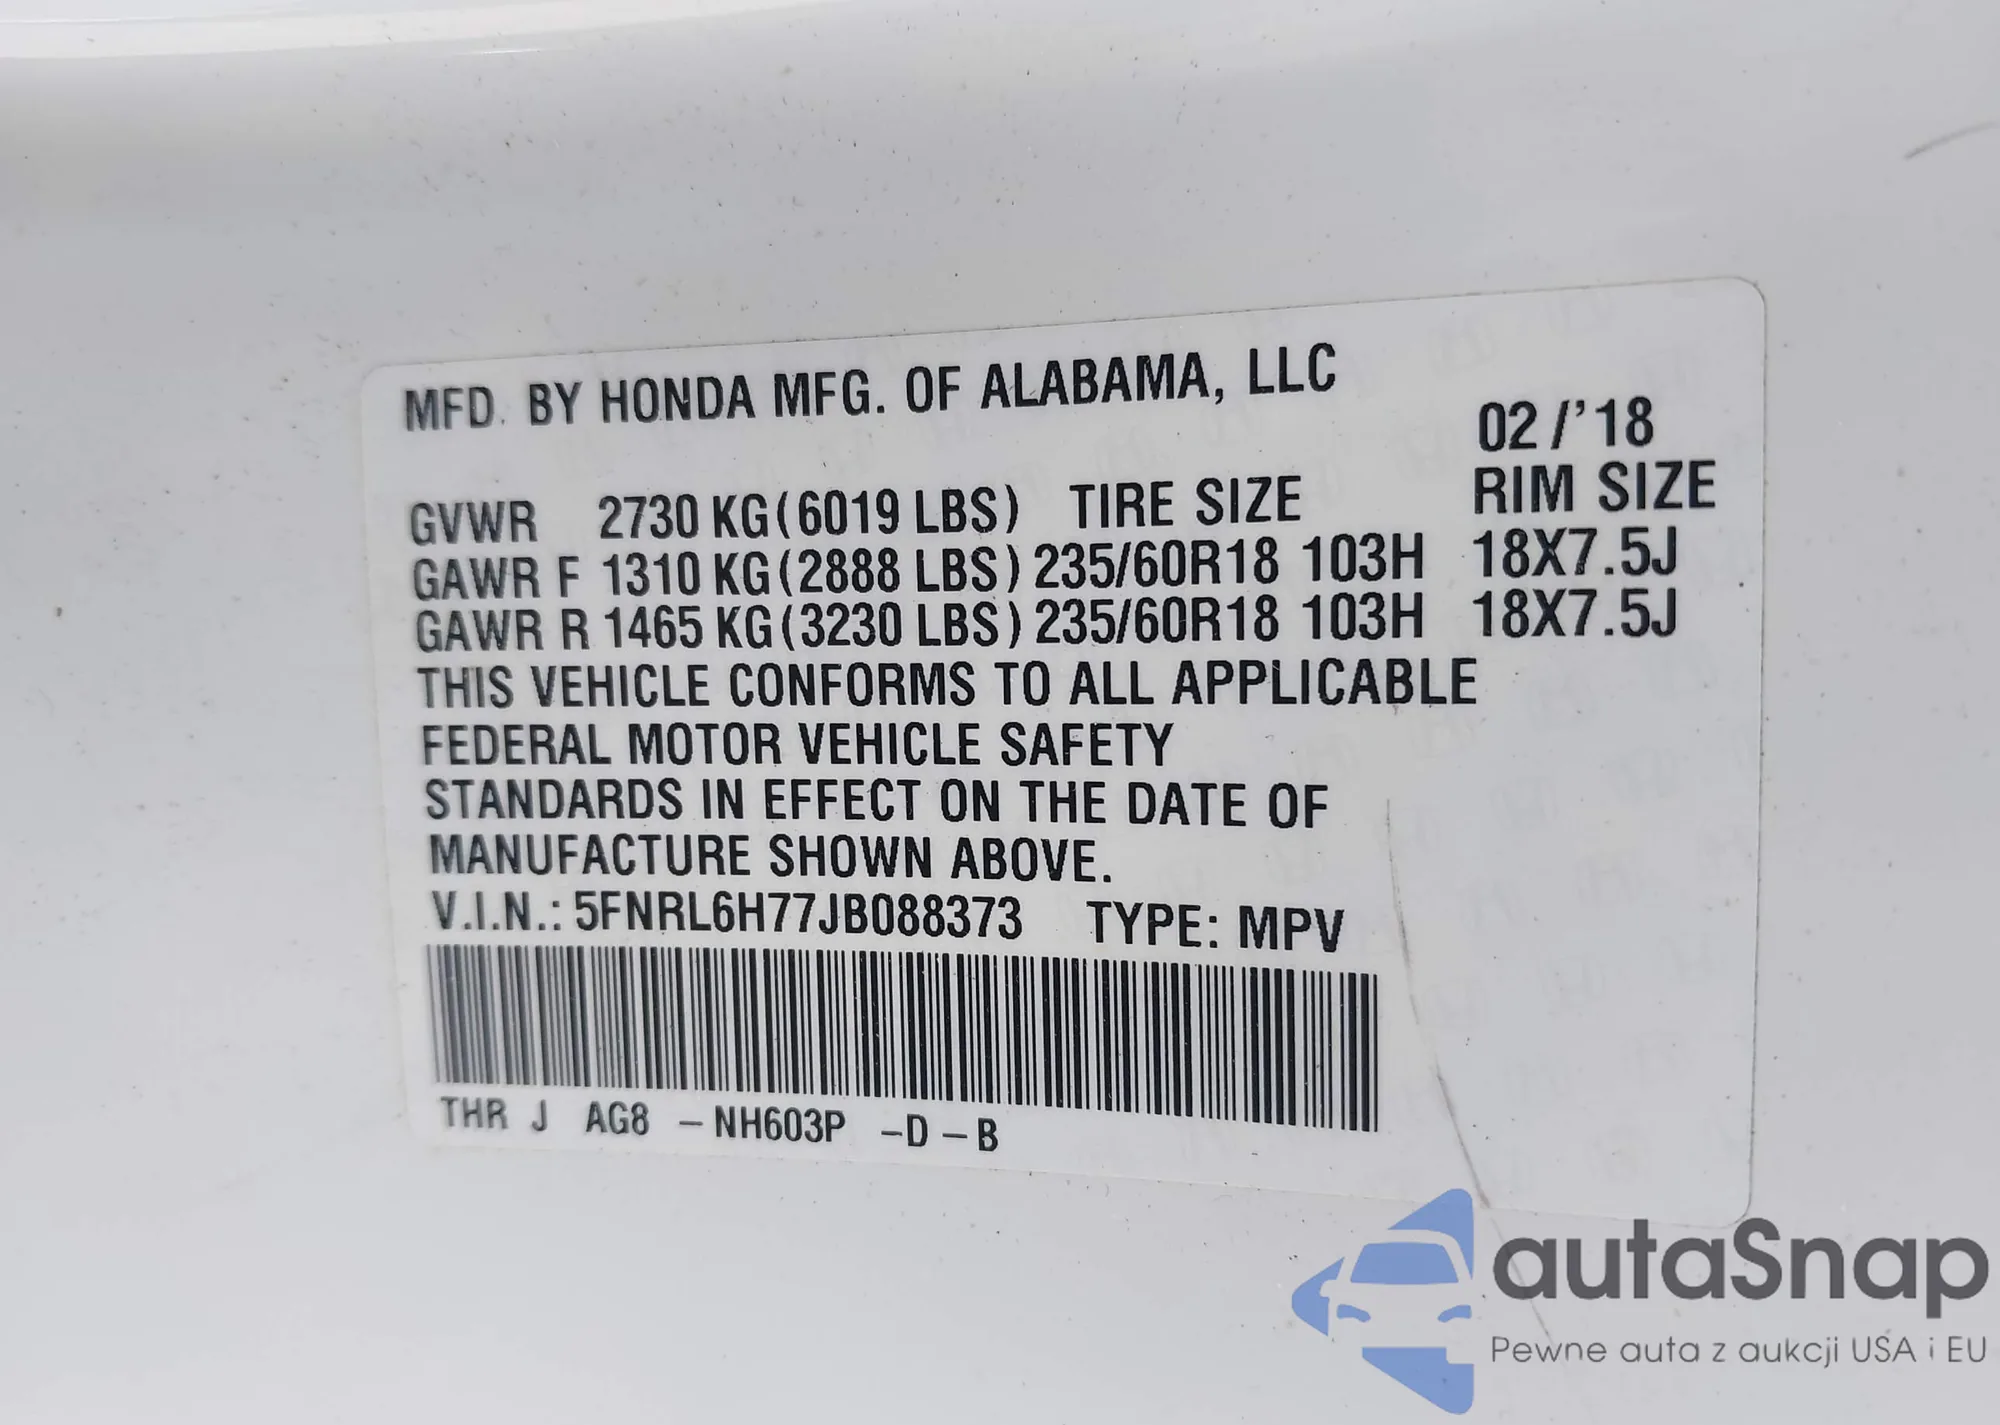 MFD. BY HONDA MFG. OF ALABAMA, LLC
02/'18
GVWR 2730 KG(6019 LBS) TIRE SIZE RIM SIZE
GAWR F 1310 KG(2888 LBS) 235/60R18 103H 18X7.5J
GAWR R 1465 KG(3230 LBS) 235/60R18 103H 18X7.5J
THIS VEHICLE CONFORMS TO ALL APPLICABLE
FEDERAL MOTOR VEHICLE SAFETY
STANDARDS IN EFFECT ON THE DATE OF
MANUFACTURE SHOWN ABOVE.
V.I.N.: 5FNRL6H77JB088373 TYPE: MPV
THR J AG8 -NH603P -D-B
autaSnap
Pewne auta z aukcji USA i EU